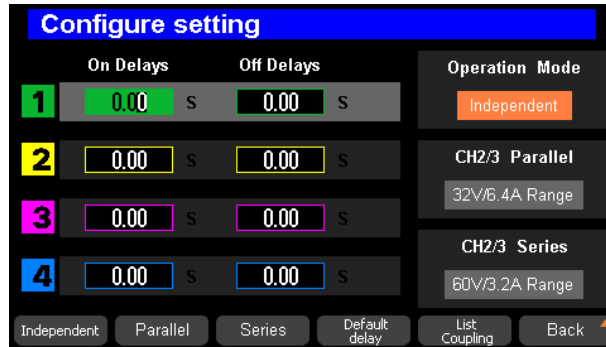 Configure setting
On Delays Off Delays
1 0.00 S 0.00 S
2 0.00 S 0.00 S
3 0.00 S 0.00 S
4 0.00 S 0.00 S
Operation Mode
Independent
CH2/3 Parallel
32V/6.4A Range
CH2/3 Series
60V/3.2A Range
Independent Parallel Series Default delay List Coupling Back